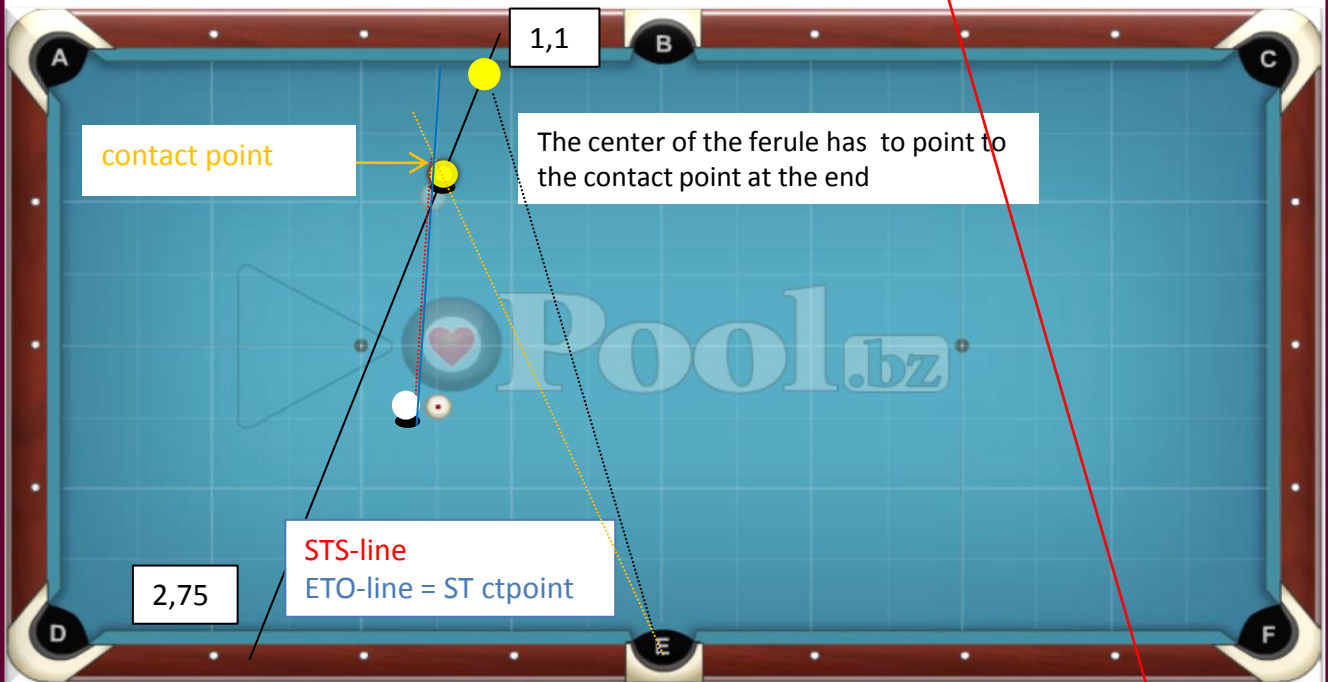 1,1
A
B
C
contact point
The center of the ferule has to point to
the contact point at the end
Pool.bz
STS-line
ETO-line = ST ctpoint
2,75
D
E
F